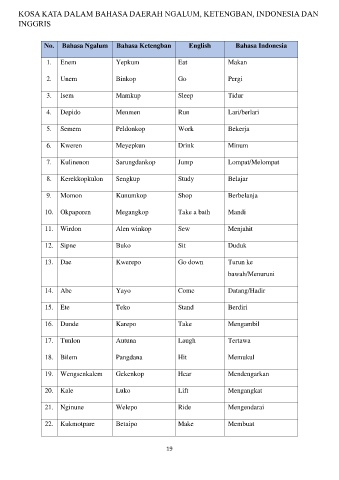 KOSA KATA DALAM BAHASA DAERAH NGALUM, KETENGBAN, INDONESIA DAN
INGGRIS
No. Bahasa Ngalum Bahasa Ketengban English Bahasa Indonesia
1. Enem Yepkum Eat Makan
2. Unem Binkop Go Pergi
3. Isem Mamkup Sleep Tidur
4. Depido Menmen Run Lari/berlari
5. Semem Peldonkop Work Bekerja
6. Kweren Meyepkum Drink Minum
7. Kulinenon Sarungdunkop Jump Lompat/Melompat
8. Kerekkopkulon Sengkup Study Belajar
9. Momon Kunumkop Shop Berbelanja
10. Okpaporen Megangkop Take a bath Mandi
11. Wirdon Alen winkop Sew Menjahit
12. Sipne Buko Sit Duduk
13. Dae Kwerepo Go down Turun ke
bawah/Menuruni
14. Abe Yayo Come Datang/Hadir
15. Ete Teko Stand Berdiri
16. Dunde Karepo Take Mengambil
17. Tunlon Auruna Laugh Tertawa
18. Bilem Pangdana Hit Memukul
19. Wengsenkalem Gekenkop Hear Mendengarkan
20. Kale Luko Lift Mengangkat
21. Nginune Welepo Ride Mengendarai
22. Kukmotpare Betaipo Make Membuat
19